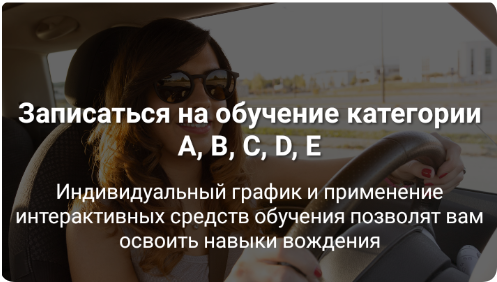 Записаться на обучение категории
A, B, C, D, E
Индивидуальный график и применение
интерактивных средств обучения позволят вам
освоить навыки вождения